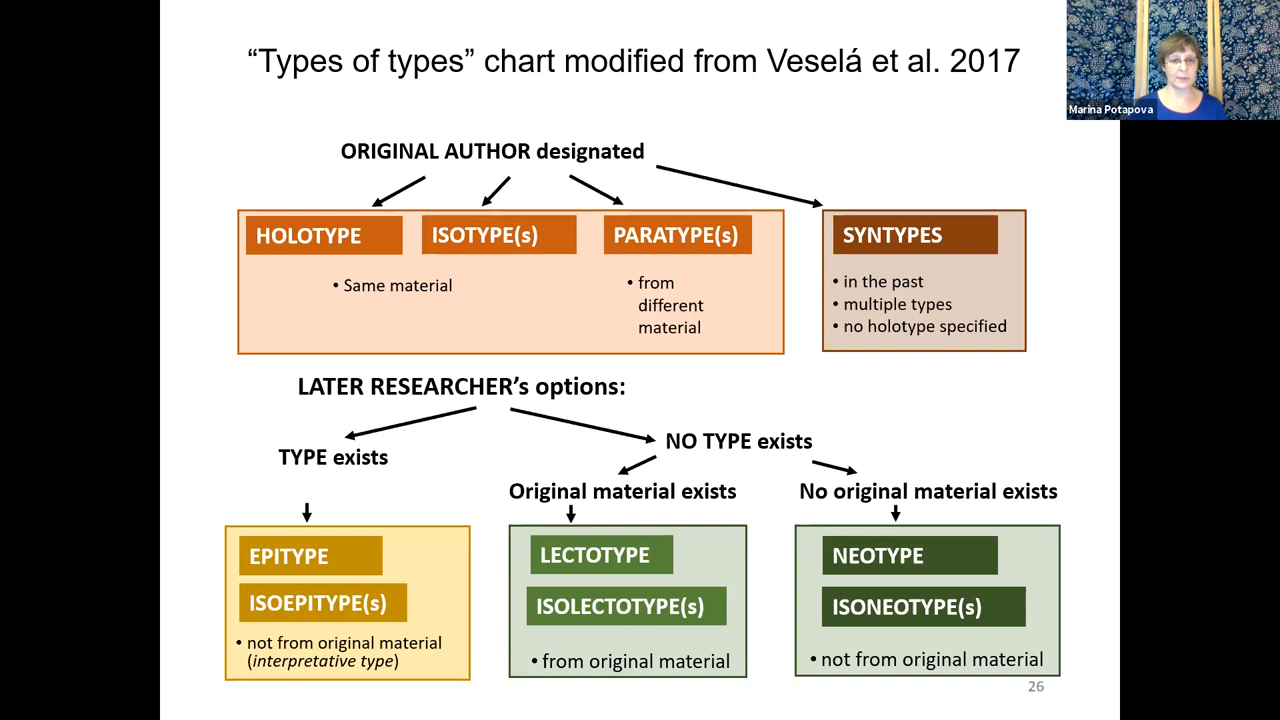 “Types of types” chart modified from Veselá et al. 2017
Marina Potapova
ORIGINAL AUTHOR designated
HOLOTYPE
ISOTYPE(s)
PARATYPE(s)
SYNTYPES
• Same material
• from
different
material
• in the past
• multiple types
• no holotype specified
LATER RESEARCHER’s options:
TYPE exists
NO TYPE exists
Original material exists
No original material exists
EPITYPE
ISOEPITYPE(s)
• not from original material
(interpretative type)
LECTOTYPE
ISOLECTOTYPE(s)
• from original material
NEOTYPE
ISONEOTYPE(s)
• not from original material
26